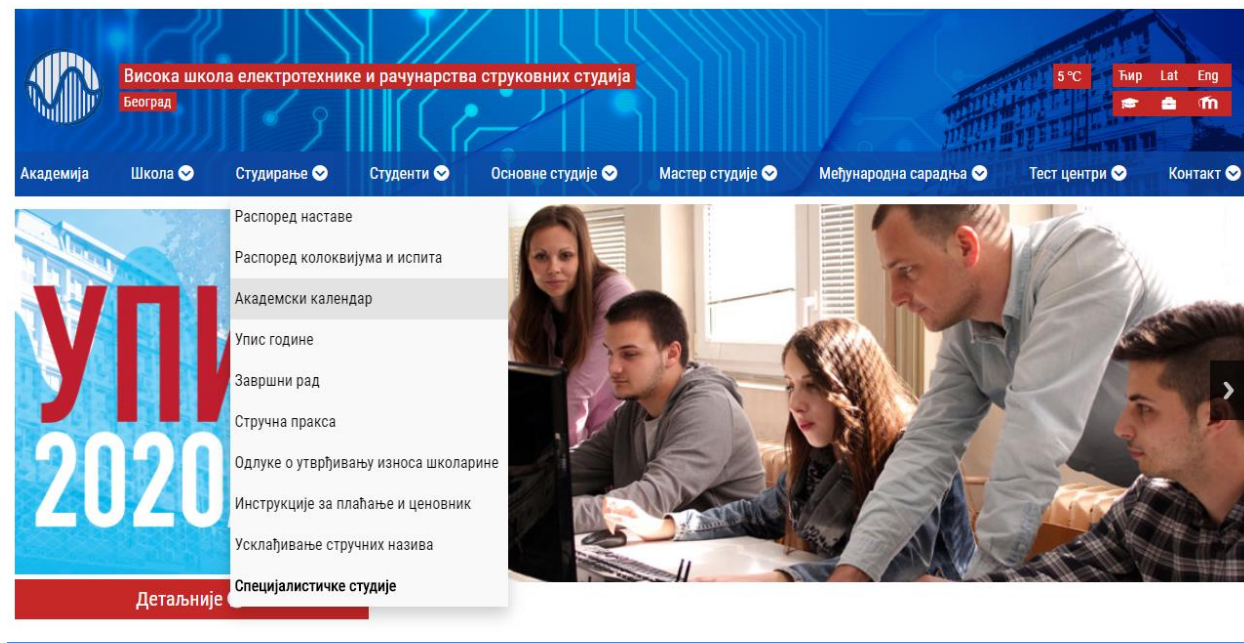 Висока школа електротехнике и рачунарства струковних студија
Београд
5 °C
Ћир Lat Eng
Академија Школа Студирање Студенти Основне студије Мастер студије Међународна сарадња Тест центри Контакт
Распоред наставе
Распоред колоквијума и испита
Академски календар
Упис године
Завршни рад
Стручна пракса
Одлуке о утврђивању износа школарине
Инструкције за плаћање и ценовник
Усклађивање стручних назива
Специјалистичке студије
2020
Детаљније